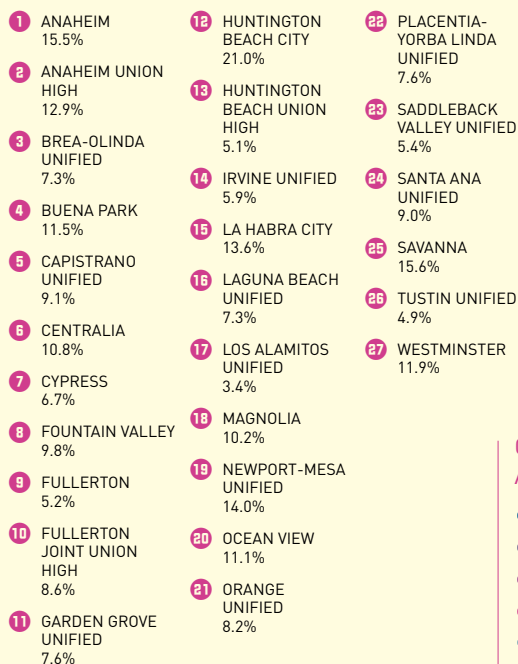 1 ANAHEIM
15.5%
2 ANAHEIM UNION
HIGH
12.9%
3 BREA-OLINDA
UNIFIED
7.3%
4 BUENA PARK
11.5%
5 CAPISTRANO
UNIFIED
9.1%
6 CENTRALIA
10.8%
7 CYPRESS
6.7%
8 FOUNTAIN VALLEY
9.8%
9 FULLERTON
5.2%
10 FULLERTON
JOINT UNION
HIGH
8.6%
11 GARDEN GROVE
UNIFIED
7.6%
12 HUNTINGTON
BEACH CITY
21.0%
13 HUNTINGTON
BEACH UNION
HIGH
5.1%
14 IRVINE UNIFIED
5.9%
15 LA HABRA CITY
13.6%
16 LAGUNA BEACH
UNIFIED
7.3%
17 LOS ALAMITOS
UNIFIED
3.4%
18 MAGNOLIA
10.2%
19 NEWPORT-MESA
UNIFIED
14.0%
20 OCEAN VIEW
11.1%
21 ORANGE
UNIFIED
8.2%
22 PLACENTIA-
YORBA LINDA
UNIFIED
7.6%
23 SADDLEBACK
VALLEY UNIFIED
5.4%
24 SANTA ANA
UNIFIED
9.0%
25 SAVANNA
15.6%
26 TUSTIN UNIFIED
4.9%
27 WESTMINSTER
11.9%